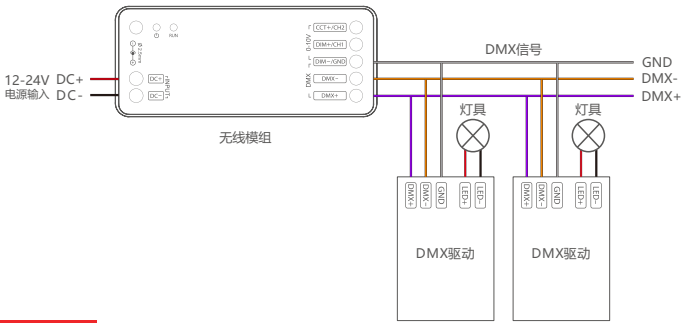 CCT+/CH2
RUN
0-10V
DIM+/CH1
DMX信号
Ø 2.5mm
DIM-/GND
GND
12-24V DC+
DC+
INPUT
DMX
DMX-
DMX-
电源输入 DC-
DC-
DMX+
DMX+
无线模组
灯具
灯具
DMX+
DMX-
GND
LED+
LED-
DMX+
DMX-
GND
LED+
LED-
DMX驱动
DMX驱动